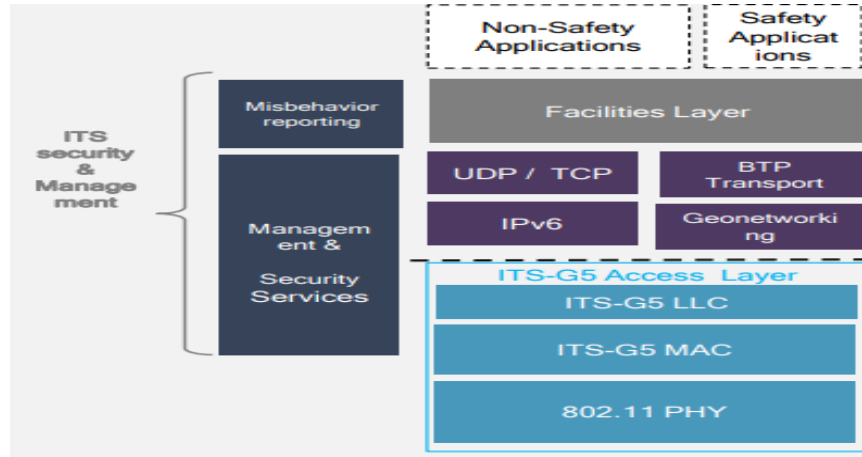 Non-Safety
Applications
Safety
Applicat
ions
ITS
security
&
Manage
ment
Misbehavior
reporting
Facilities Layer
UDP / TCP
BTP
Transport
Managem
ent &
Security
Services
IPv6
Geonetworki
ng
ITS-G5 Access Layer
ITS-G5 LLC
ITS-G5 MAC
802.11 PHY